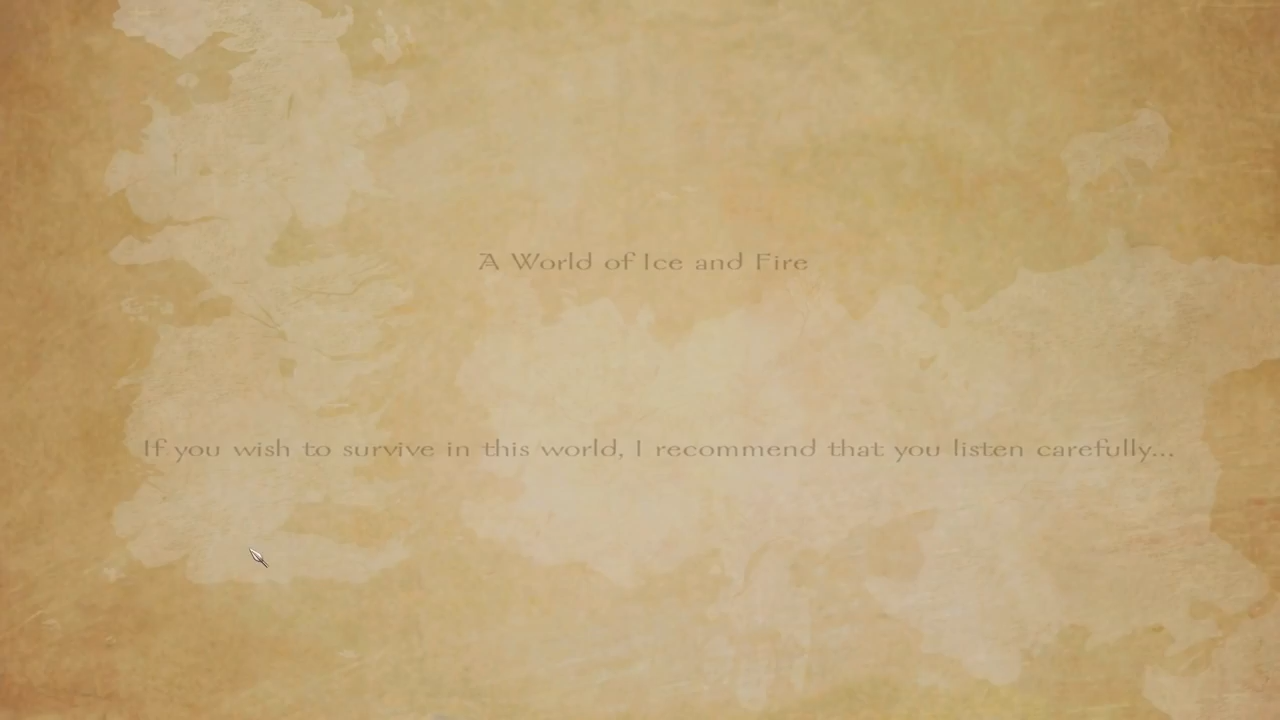 A World of Ice and Fire
If you wish to survive in this world, I recommend that you listen carefully...